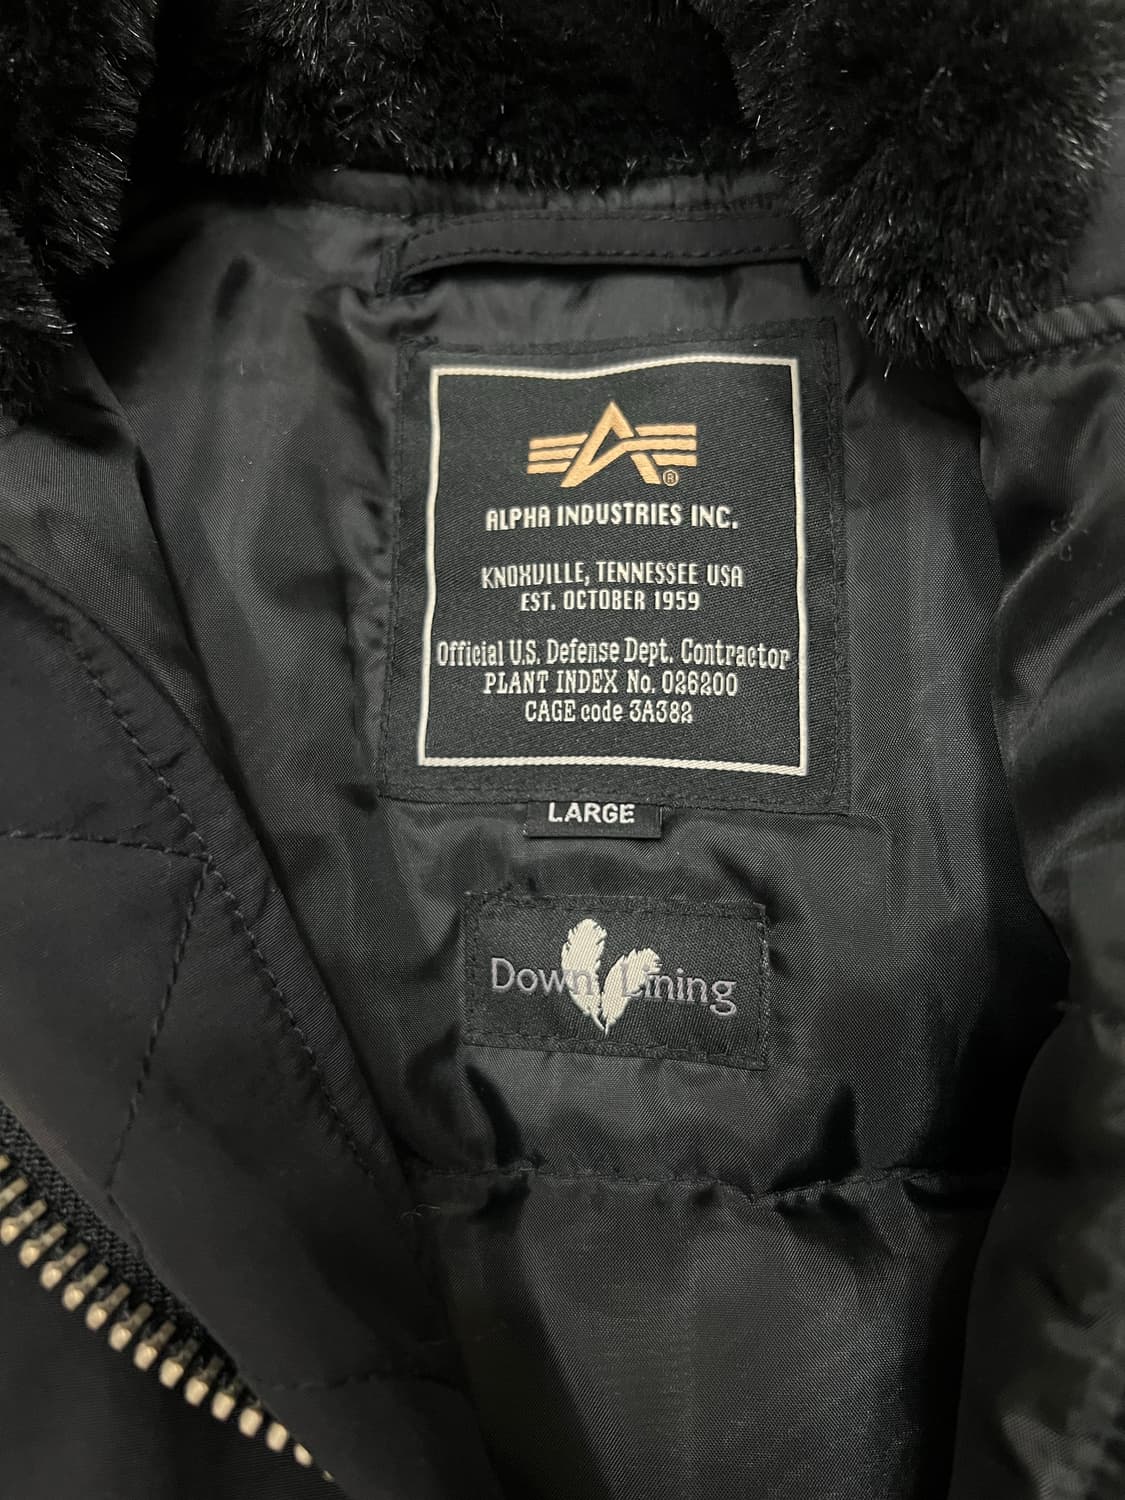 ®
ALPHA INDUSTRIES INC.
KNOXVILLE, TENNESSEE USA
EST. OCTOBER 1959
Official U.S. Defense Dept. Contractor
PLANT INDEX No. 026200
CAGE code 3A382
LARGE
Down Lining